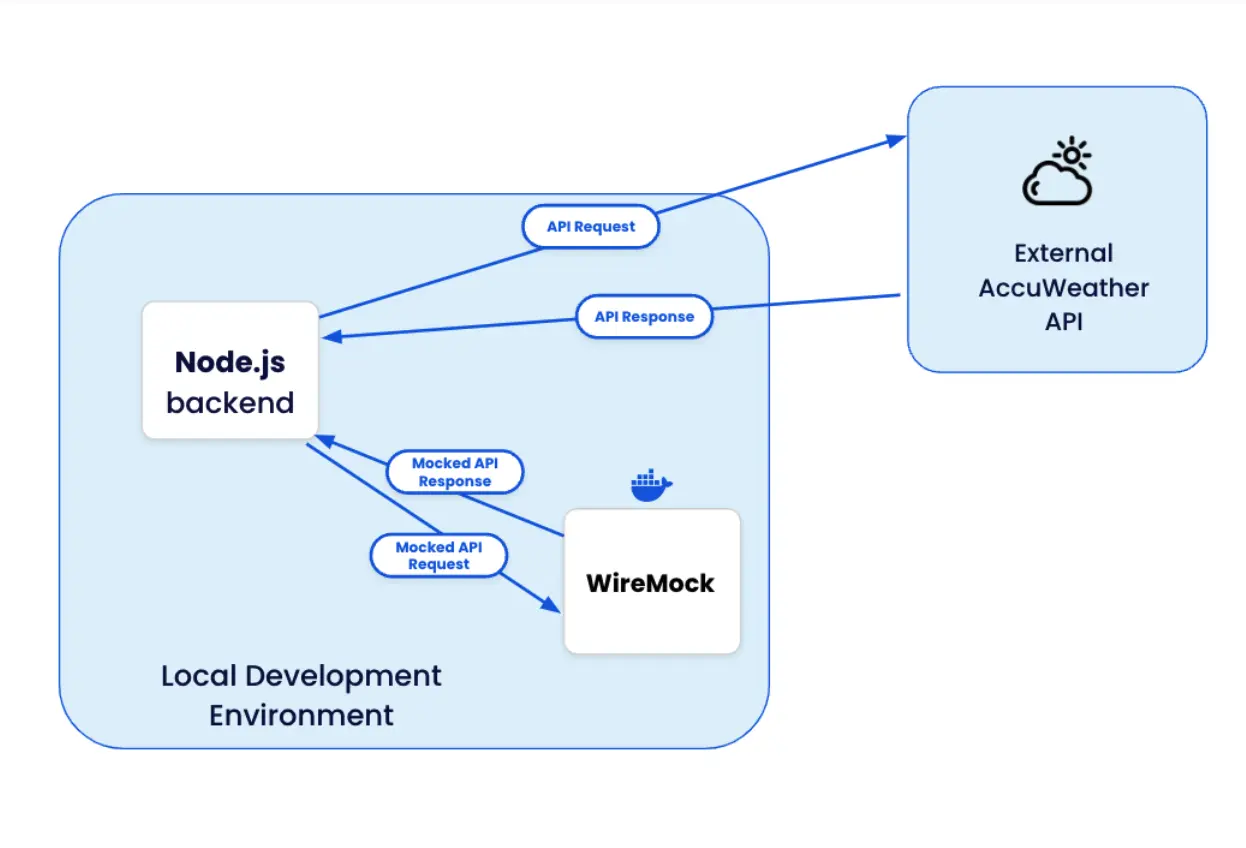 API Request
External
AccuWeather
API
API Response
Node.js
backend
Mocked API
Response
Mocked API
Request
WireMock
Local Development
Environment